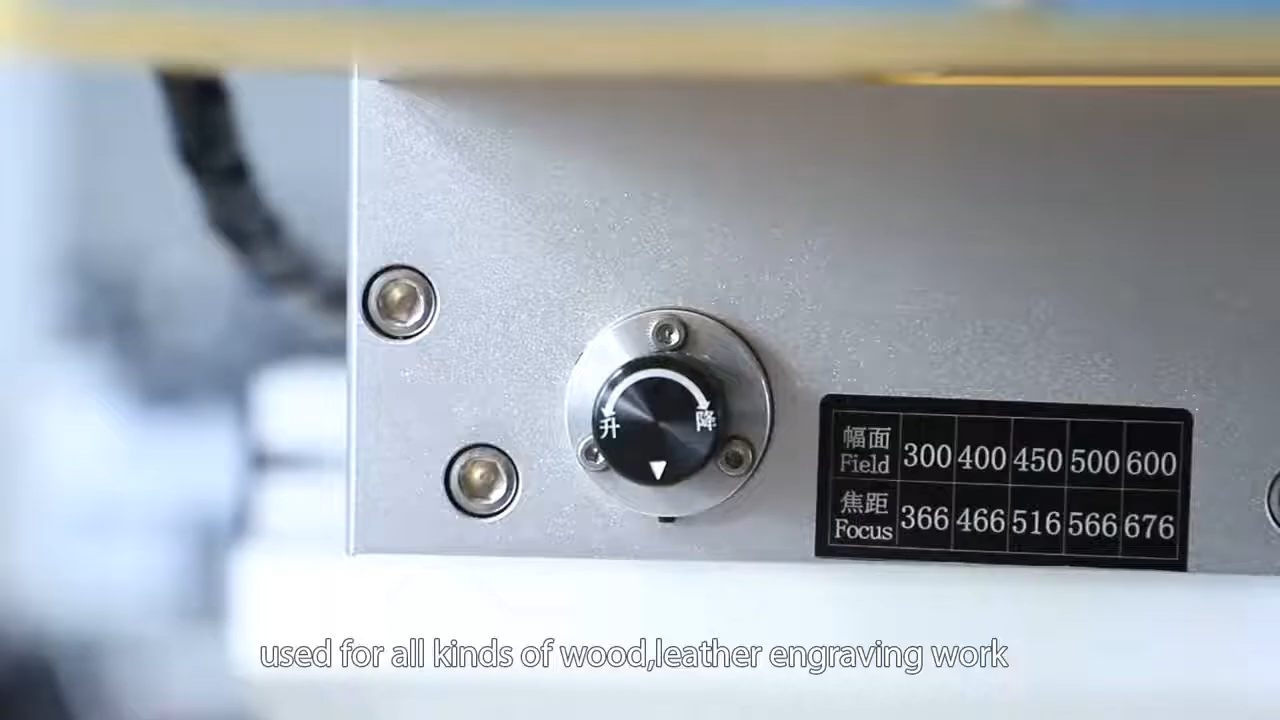 升 降
幅面 Field 300 400 450 500 600
焦距 Focus 366 466 516 566 676
used for all kinds of wood,leather engraving work